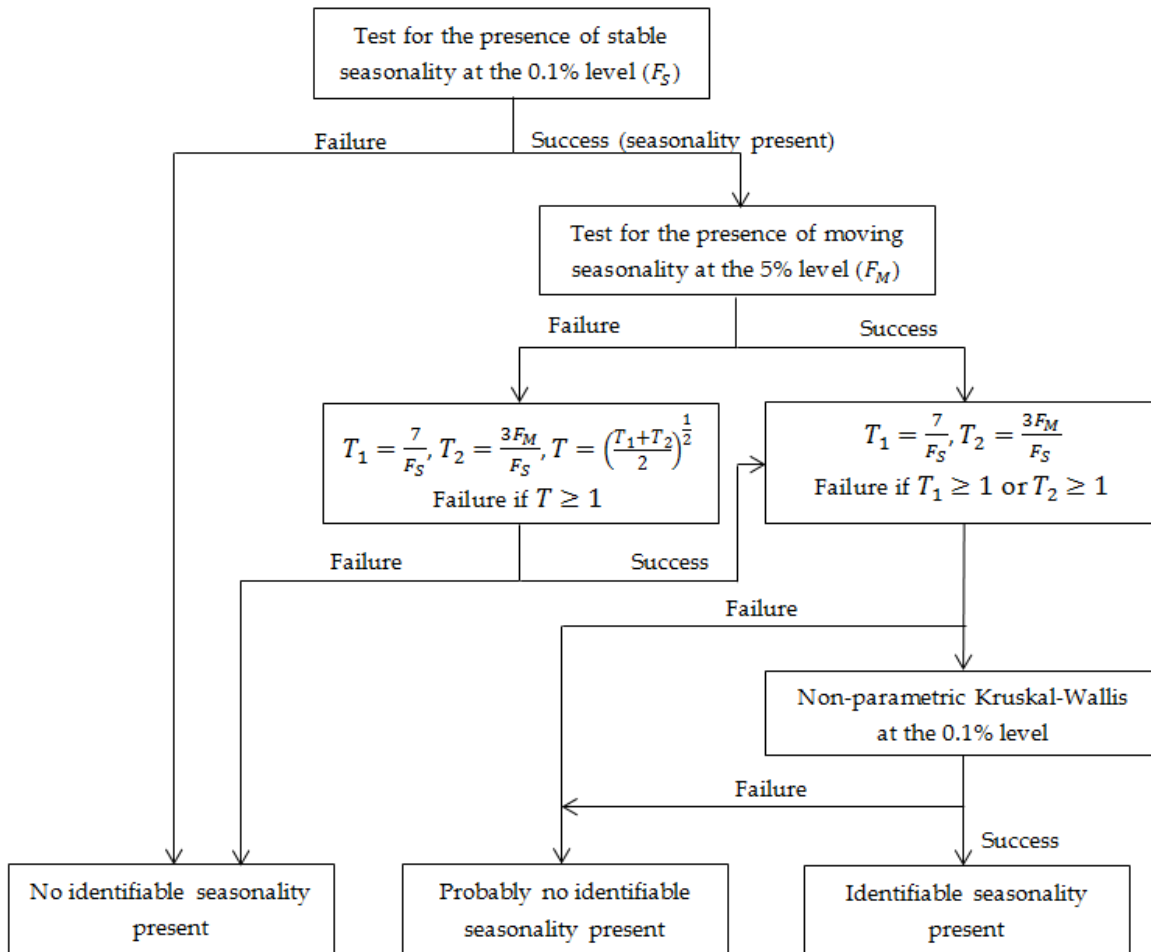 Test for the presence of stable
seasonality at the 0.1% level (F_S)
Failure
Success (seasonality present)
Test for the presence of moving
seasonality at the 5% level (F_M)
Failure
Success
T_1 = 7/F_S, T_2 = 3F_M/F_S, T = ((T_1+T_2)/2)^(1/2)
Failure if T ≥ 1
T_1 = 7/F_S, T_2 = 3F_M/F_S
Failure if T_1 ≥ 1 or T_2 ≥ 1
Failure
Success
Failure
Non-parametric Kruskal-Wallis
at the 0.1% level
Failure
Success
No identifiable seasonality
present
Probably no identifiable
seasonality present
Identifiable seasonality
present